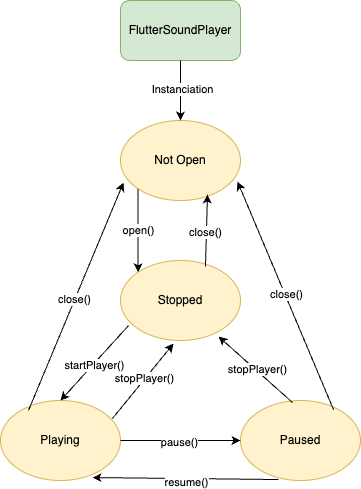 FlutterSoundPlayer
Instanciation
Not Open
open()
close()
close()
close()
Stopped
startPlayer()
stopPlayer()
stopPlayer()
Playing
pause()
Paused
resume()